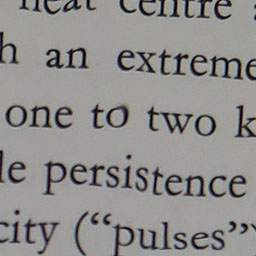 heat centre
h an extreme
one to two k
le persistence
city (“pulses”)